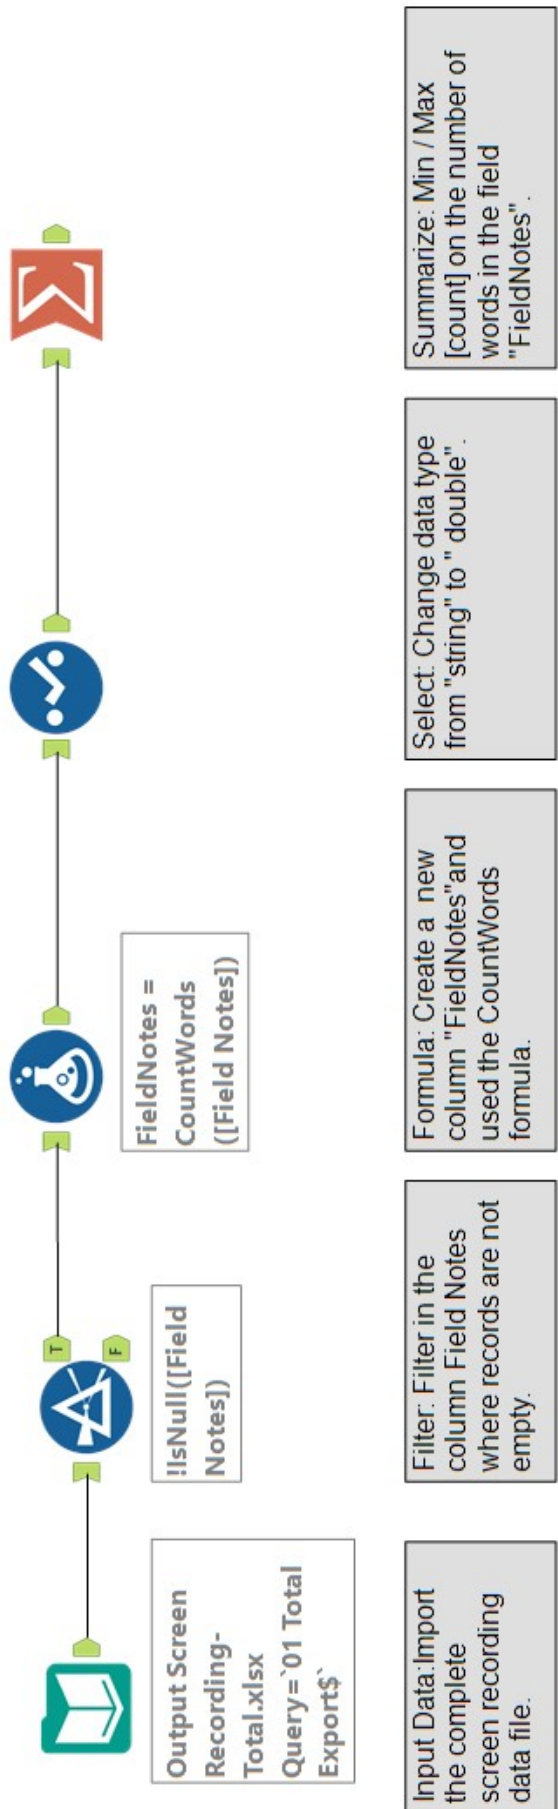 Output Screen
Recording-
Total.xlsx
Query=`01 Total
Export$`
T
F
!IsNull([Field
Notes])
FieldNotes =
CountWords
([Field Notes])
Input Data:Import
the complete
screen recording
data file.
Filter: Filter in the
column Field Notes
where records are not
empty.
Formula: Create a  new
column "FieldNotes"and
used the CountWords
formula.
Select: Change data type
from "string" to " double".
Summarize: Min / Max
[count] on the number of
words in the field
"FieldNotes".